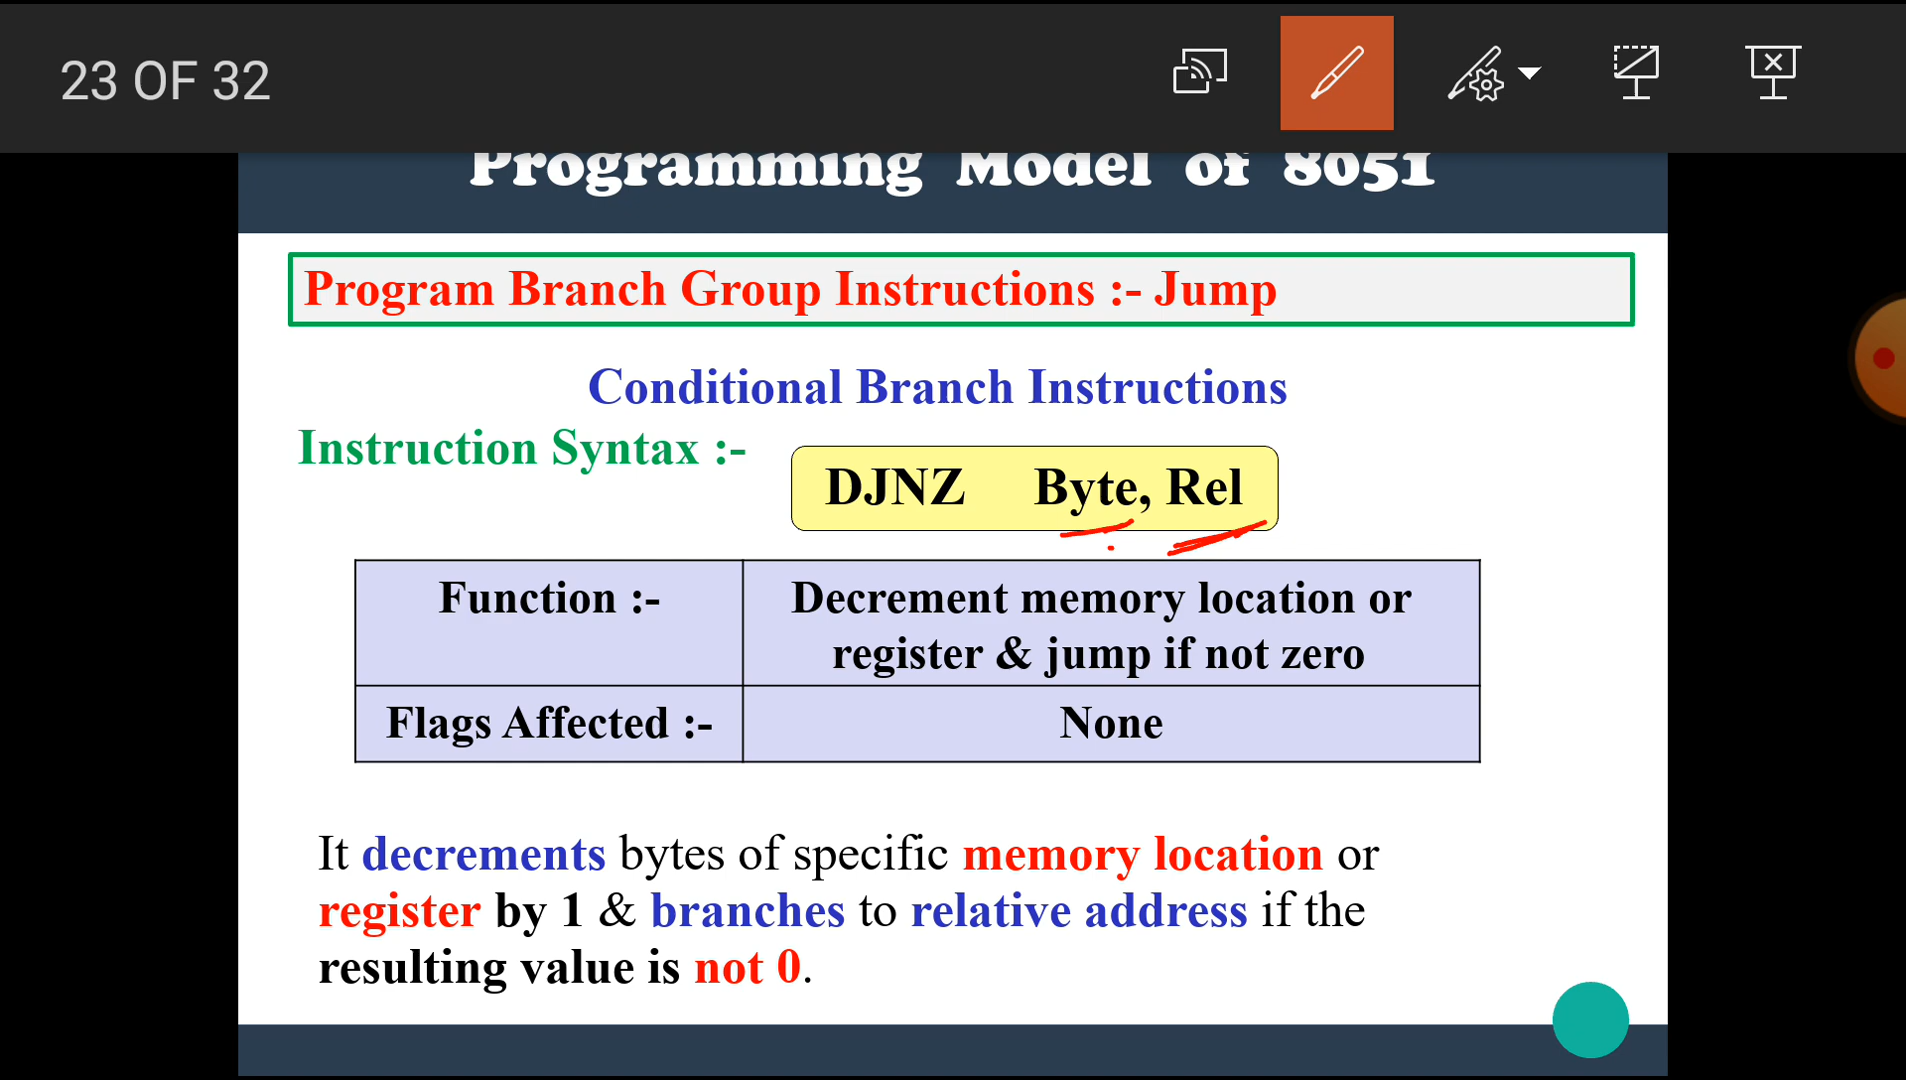 23 OF 32
Programming Model of 8051
Program Branch Group Instructions :- Jump
Conditional Branch Instructions
Instruction Syntax :-
DJNZ Byte, Rel
Function :-
Decrement memory location or
register & jump if not zero
Flags Affected :-
None
It decrements bytes of specific memory location or
register by 1 & branches to relative address if the
resulting value is not 0.